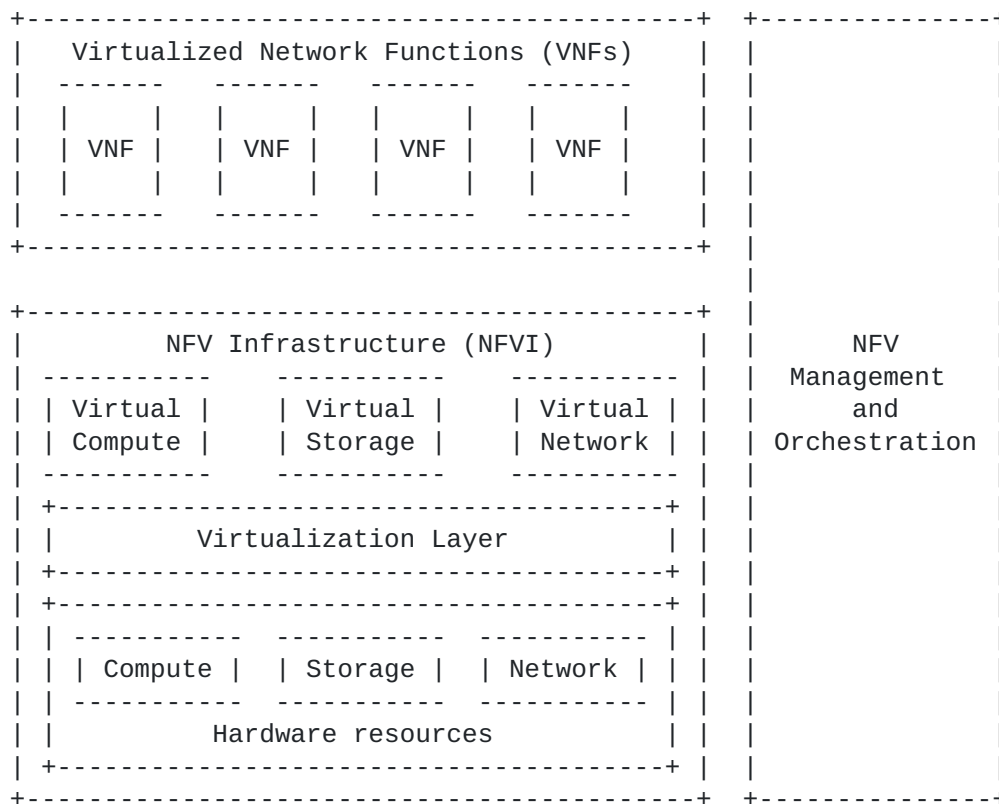 Virtualized Network Functions (VNFs)
VNF VNF VNF VNF
NFV Infrastructure (NFVI)
Virtual Compute
Virtual Storage
Virtual Network
Virtualization Layer
Compute Storage Network
Hardware resources
NFV
Management
and
Orchestration